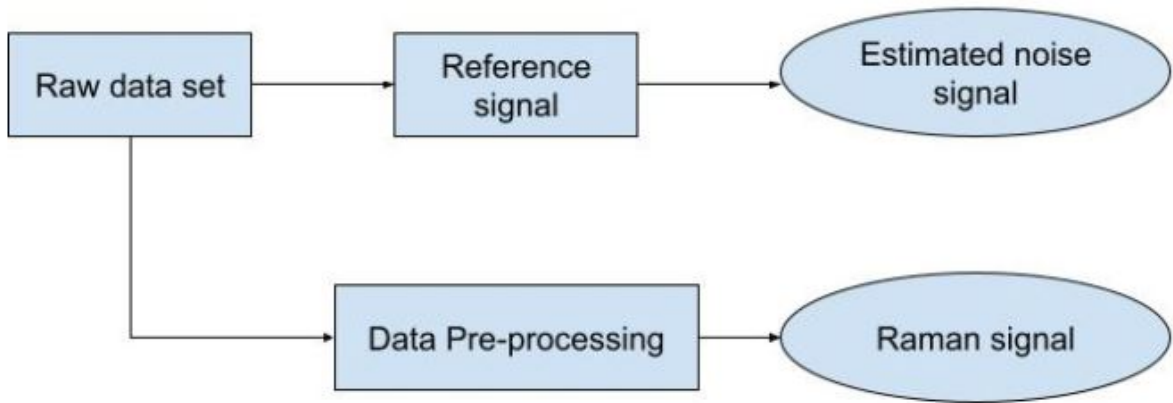 Raw data set
Reference
signal
Estimated noise
signal
Data Pre-processing
Raman signal